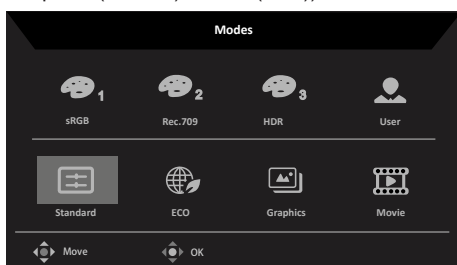 Modes
1 2 3
sRGB Rec.709 HDR User
Standard ECO Graphics Movie
Move OK